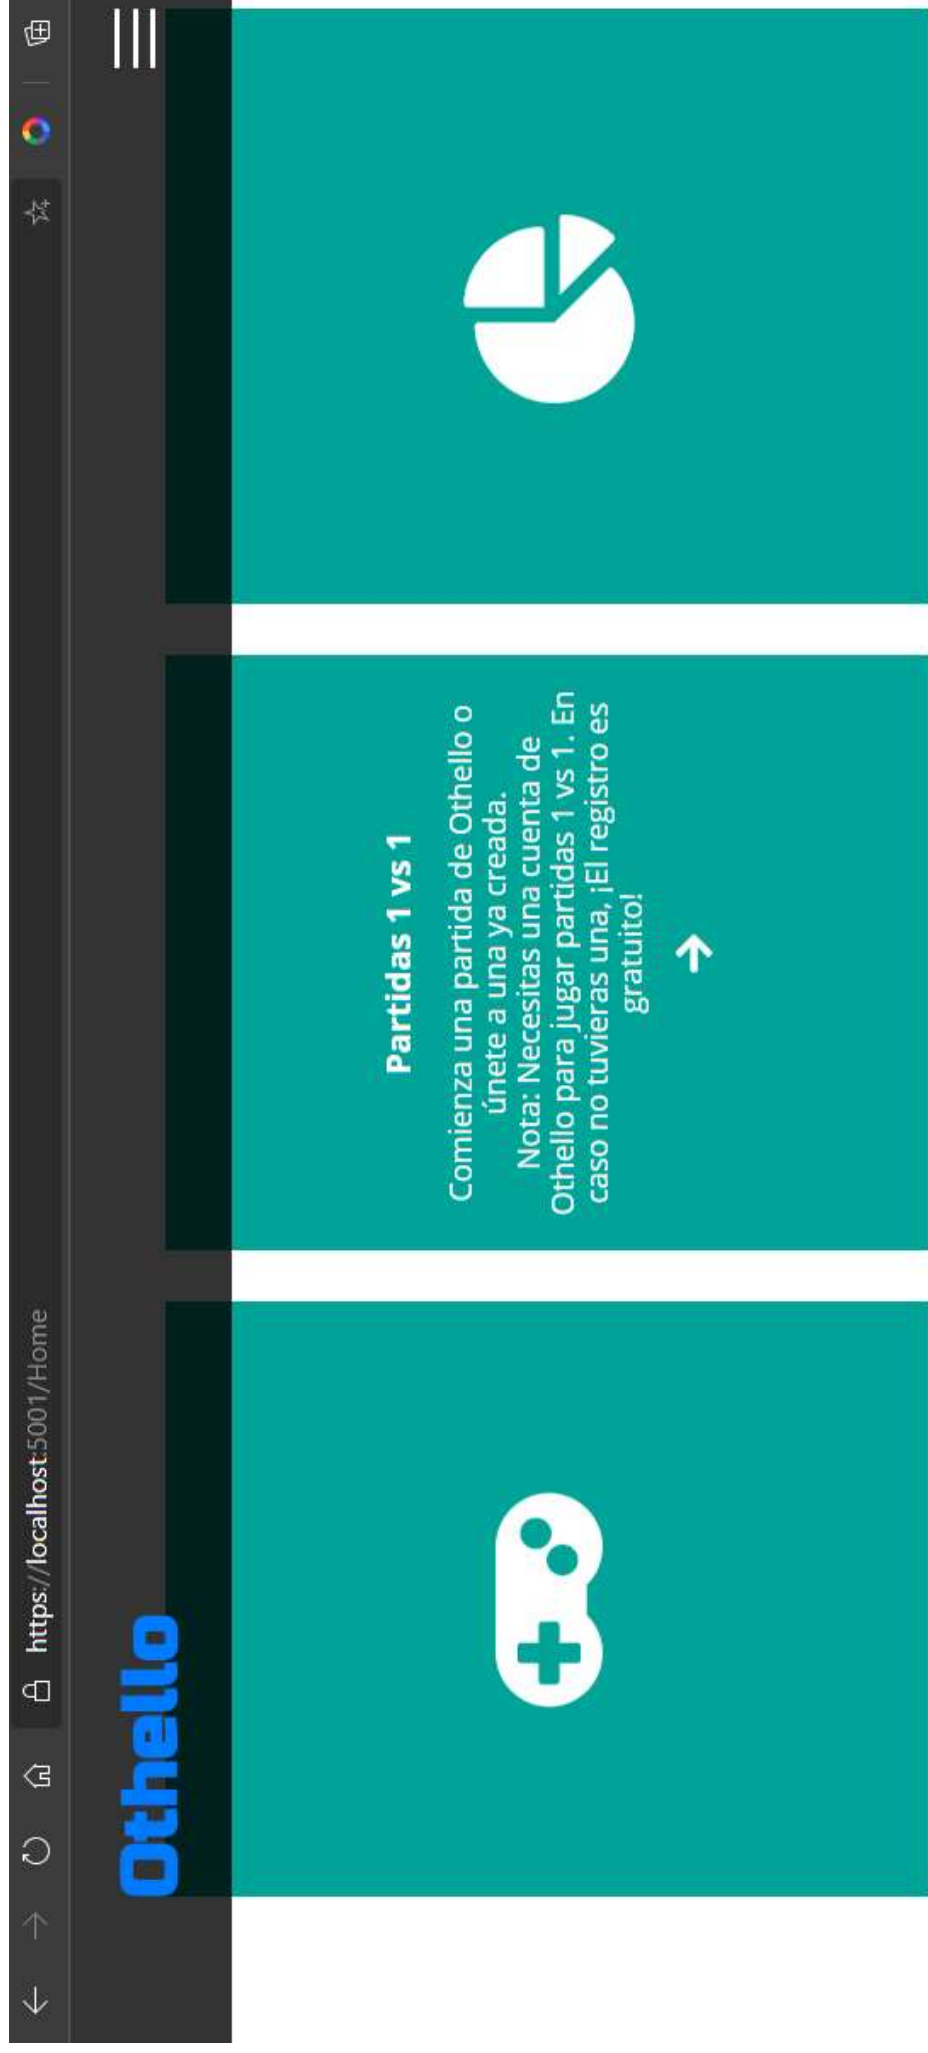 https://localhost:5001/Home
Othello
Partidas 1 vs 1
Comienza una partida de Othello o
únete a una ya creada.
Nota: Necesitas una cuenta de
Othello para jugar partidas 1 vs 1. En
caso no tuvieras una, ¡El registro es
gratuito!